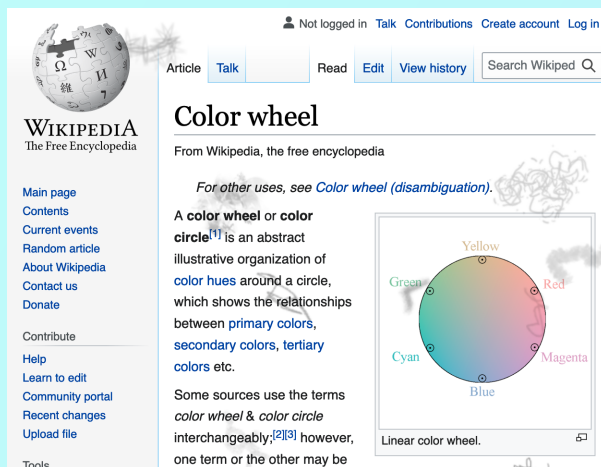 Not logged in Talk Contributions Create account Log in
Article Talk Read Edit View history Search Wikiped
Ω W
維 И
7
WIKIPEDIA
The Free Encyclopedia
Main page
Contents
Current events
Random article
About Wikipedia
Contact us
Donate
Contribute
Help
Learn to edit
Community portal
Recent changes
Upload file
Tools
Color wheel
From Wikipedia, the free encyclopedia
For other uses, see Color wheel (disambiguation).
A color wheel or color
circle[1] is an abstract
illustrative organization of
color hues around a circle,
which shows the relationships
between primary colors,
secondary colors, tertiary
colors etc.
Some sources use the terms
color wheel & color circle
interchangeably;[2][3] however,
one term or the other may be
Yellow
Green Red
Cyan Magenta
Blue
Linear color wheel.